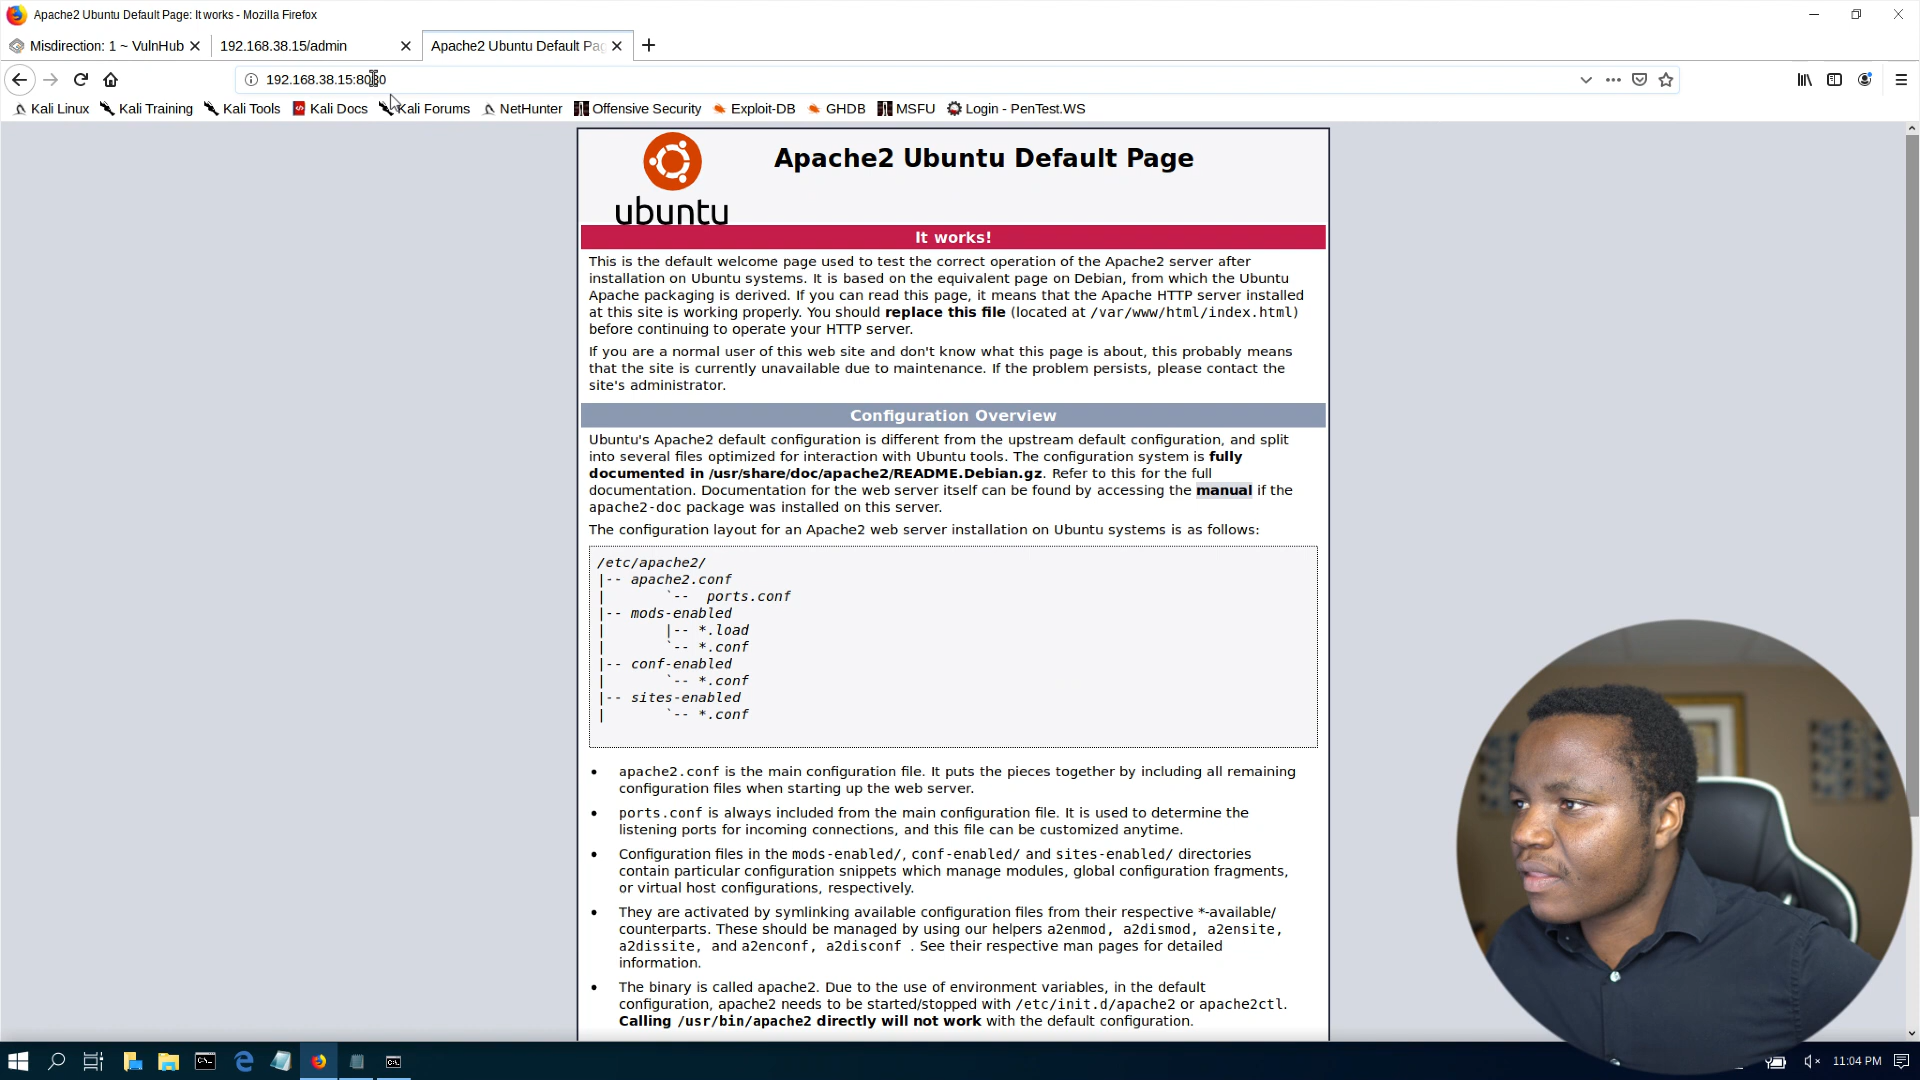 Apache2 Ubuntu Default Page: It works - Mozilla Firefox
Misdirection: 1 ~ VulnHub
192.168.38.15/admin
Apache2 Ubuntu Default Pa
192.168.38.15:8080
Kali Linux
Kali Training
Kali Tools
Kali Docs
Kali Forums
NetHunter
Offensive Security
Exploit-DB
GHDB
MSFU
Login - PenTest.WS
ubuntu
Apache2 Ubuntu Default Page
It works!
This is the default welcome page used to test the correct operation of the Apache2 server after
installation on Ubuntu systems. It is based on the equivalent page on Debian, from which the Ubuntu
Apache packaging is derived. If you can read this page, it means that the Apache HTTP server installed
at this site is working properly. You should replace this file (located at /var/www/html/index.html)
before continuing to operate your HTTP server.
If you are a normal user of this web site and don't know what this page is about, this probably means
that the site is currently unavailable due to maintenance. If the problem persists, please contact the
site's administrator.
Configuration Overview
Ubuntu's Apache2 default configuration is different from the upstream default configuration, and split
into several files optimized for interaction with Ubuntu tools. The configuration system is fully
documented in /usr/share/doc/apache2/README.Debian.gz. Refer to this for the full
documentation. Documentation for the web server itself can be found by accessing the manual if the
apache2-doc package was installed on this server.
The configuration layout for an Apache2 web server installation on Ubuntu systems is as follows:
/etc/apache2/
|-- apache2.conf
|       `--  ports.conf
|-- mods-enabled
|       |-- *.load
|       `-- *.conf
|-- conf-enabled
|       `-- *.conf
|-- sites-enabled
|       `-- *.conf
• apache2.conf is the main configuration file. It puts the pieces together by including all remaining
configuration files when starting up the web server.
• ports.conf is always included from the main configuration file. It is used to determine the
listening ports for incoming connections, and this file can be customized anytime.
• Configuration files in the mods-enabled/, conf-enabled/ and sites-enabled/ directories
contain particular configuration snippets which manage modules, global configuration fragments,
or virtual host configurations, respectively.
• They are activated by symlinking available configuration files from their respective *-available/
counterparts. These should be managed by using our helpers a2enmod, a2dismod, a2ensite,
a2dissite, and a2enconf, a2disconf . See their respective man pages for detailed
information.
• The binary is called apache2. Due to the use of environment variables, in the default
configuration, apache2 needs to be started/stopped with /etc/init.d/apache2 or apache2ctl.
Calling /usr/bin/apache2 directly will not work with the default configuration.
11:04 PM